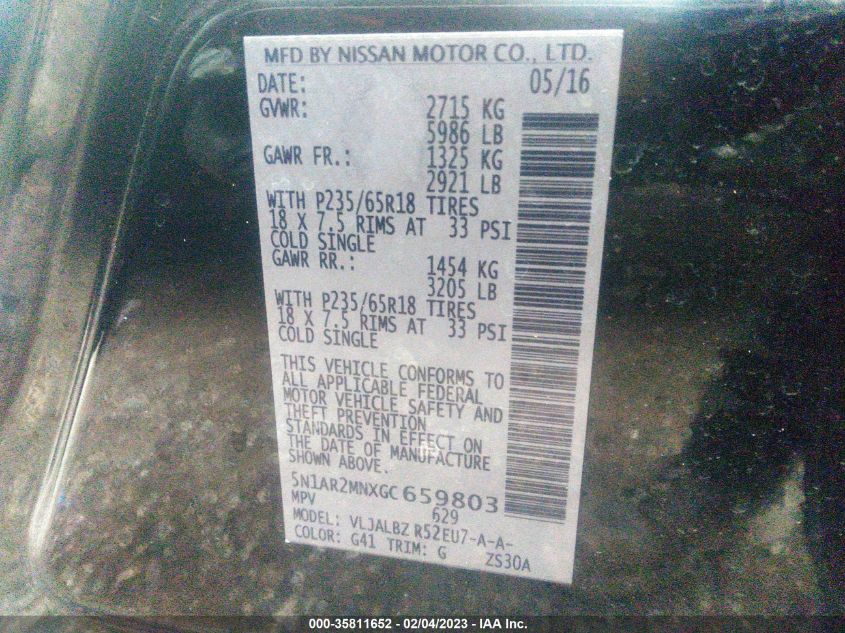 MFD BY NISSAN MOTOR CO., LTD.
DATE: 05/16
GVWR: 2715 KG
5986 LB
GAWR FR.: 1325 KG
2921 LB
WITH P235/65R18 TIRES
18 X 7.5 RIMS AT 33 PSI
COLD SINGLE
GAWR RR.: 1454 KG
3205 LB
WITH P235/65R18 TIRES
18 X 7.5 RIMS AT 33 PSI
COLD SINGLE
THIS VEHICLE CONFORMS TO
ALL APPLICABLE FEDERAL
MOTOR VEHICLE SAFETY AND
THEFT PREVENTION
STANDARDS IN EFFECT ON
THE DATE OF MANUFACTURE
SHOWN ABOVE.
5N1AR2MNXGC659803
MPV 629
MODEL: VLJALBZ R52EU7-A-A-
COLOR: G41 TRIM: G ZS30A
000-35811652 - 02/04/2023 - IAA Inc.